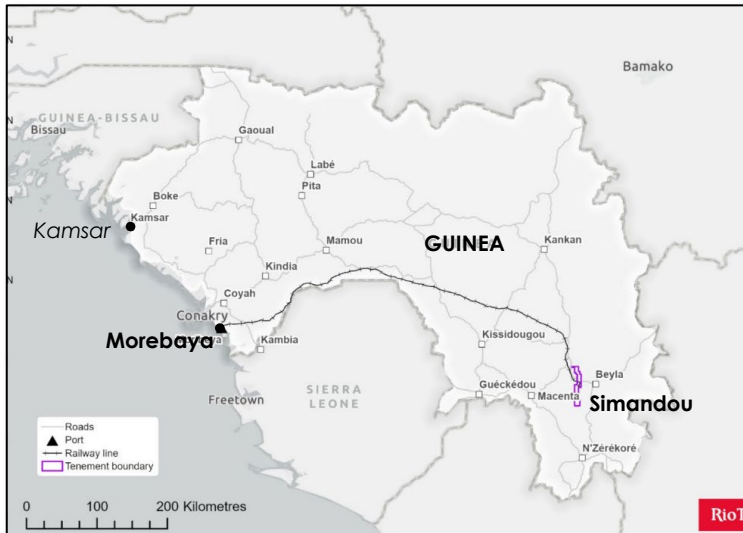 N
Bamako
GUINEA-BISSAU
Bissau
Gaoual
Labé
Pita
Boke
Kamsar
Kamsar
GUINEA
Fria
Mamou
Kankan
N
Kindia
Coyah
Conakry
Morebaya
Kambia
Kissidougou
Beyla
Guéckédou
Macenta
Simandou
SIERRA
LEONE
Freetown
N'Zérékoré
Roads
Port
Railway line
Tenement boundary
0 100 200 Kilometres
RioT